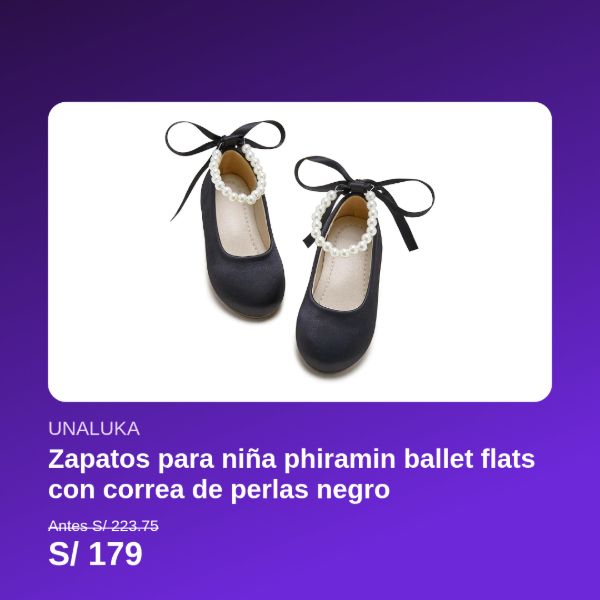 UNALUKA
Zapatos para niña phiramin ballet flats
con correa de perlas negro
Antes S/ 223.75
S/ 179